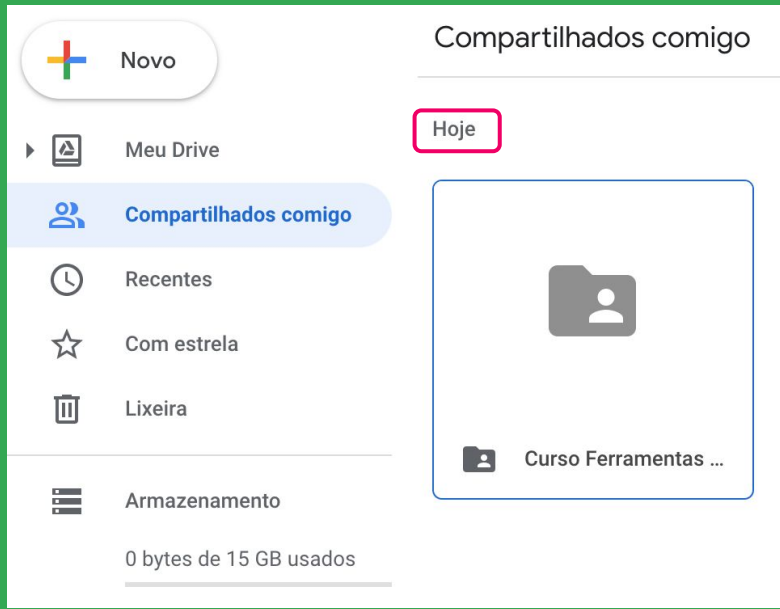 Novo
Meu Drive
Compartilhados comigo
Recentes
Com estrela
Lixeira
Armazenamento
0 bytes de 15 GB usados
Compartilhados comigo
Hoje
Curso Ferramentas ...